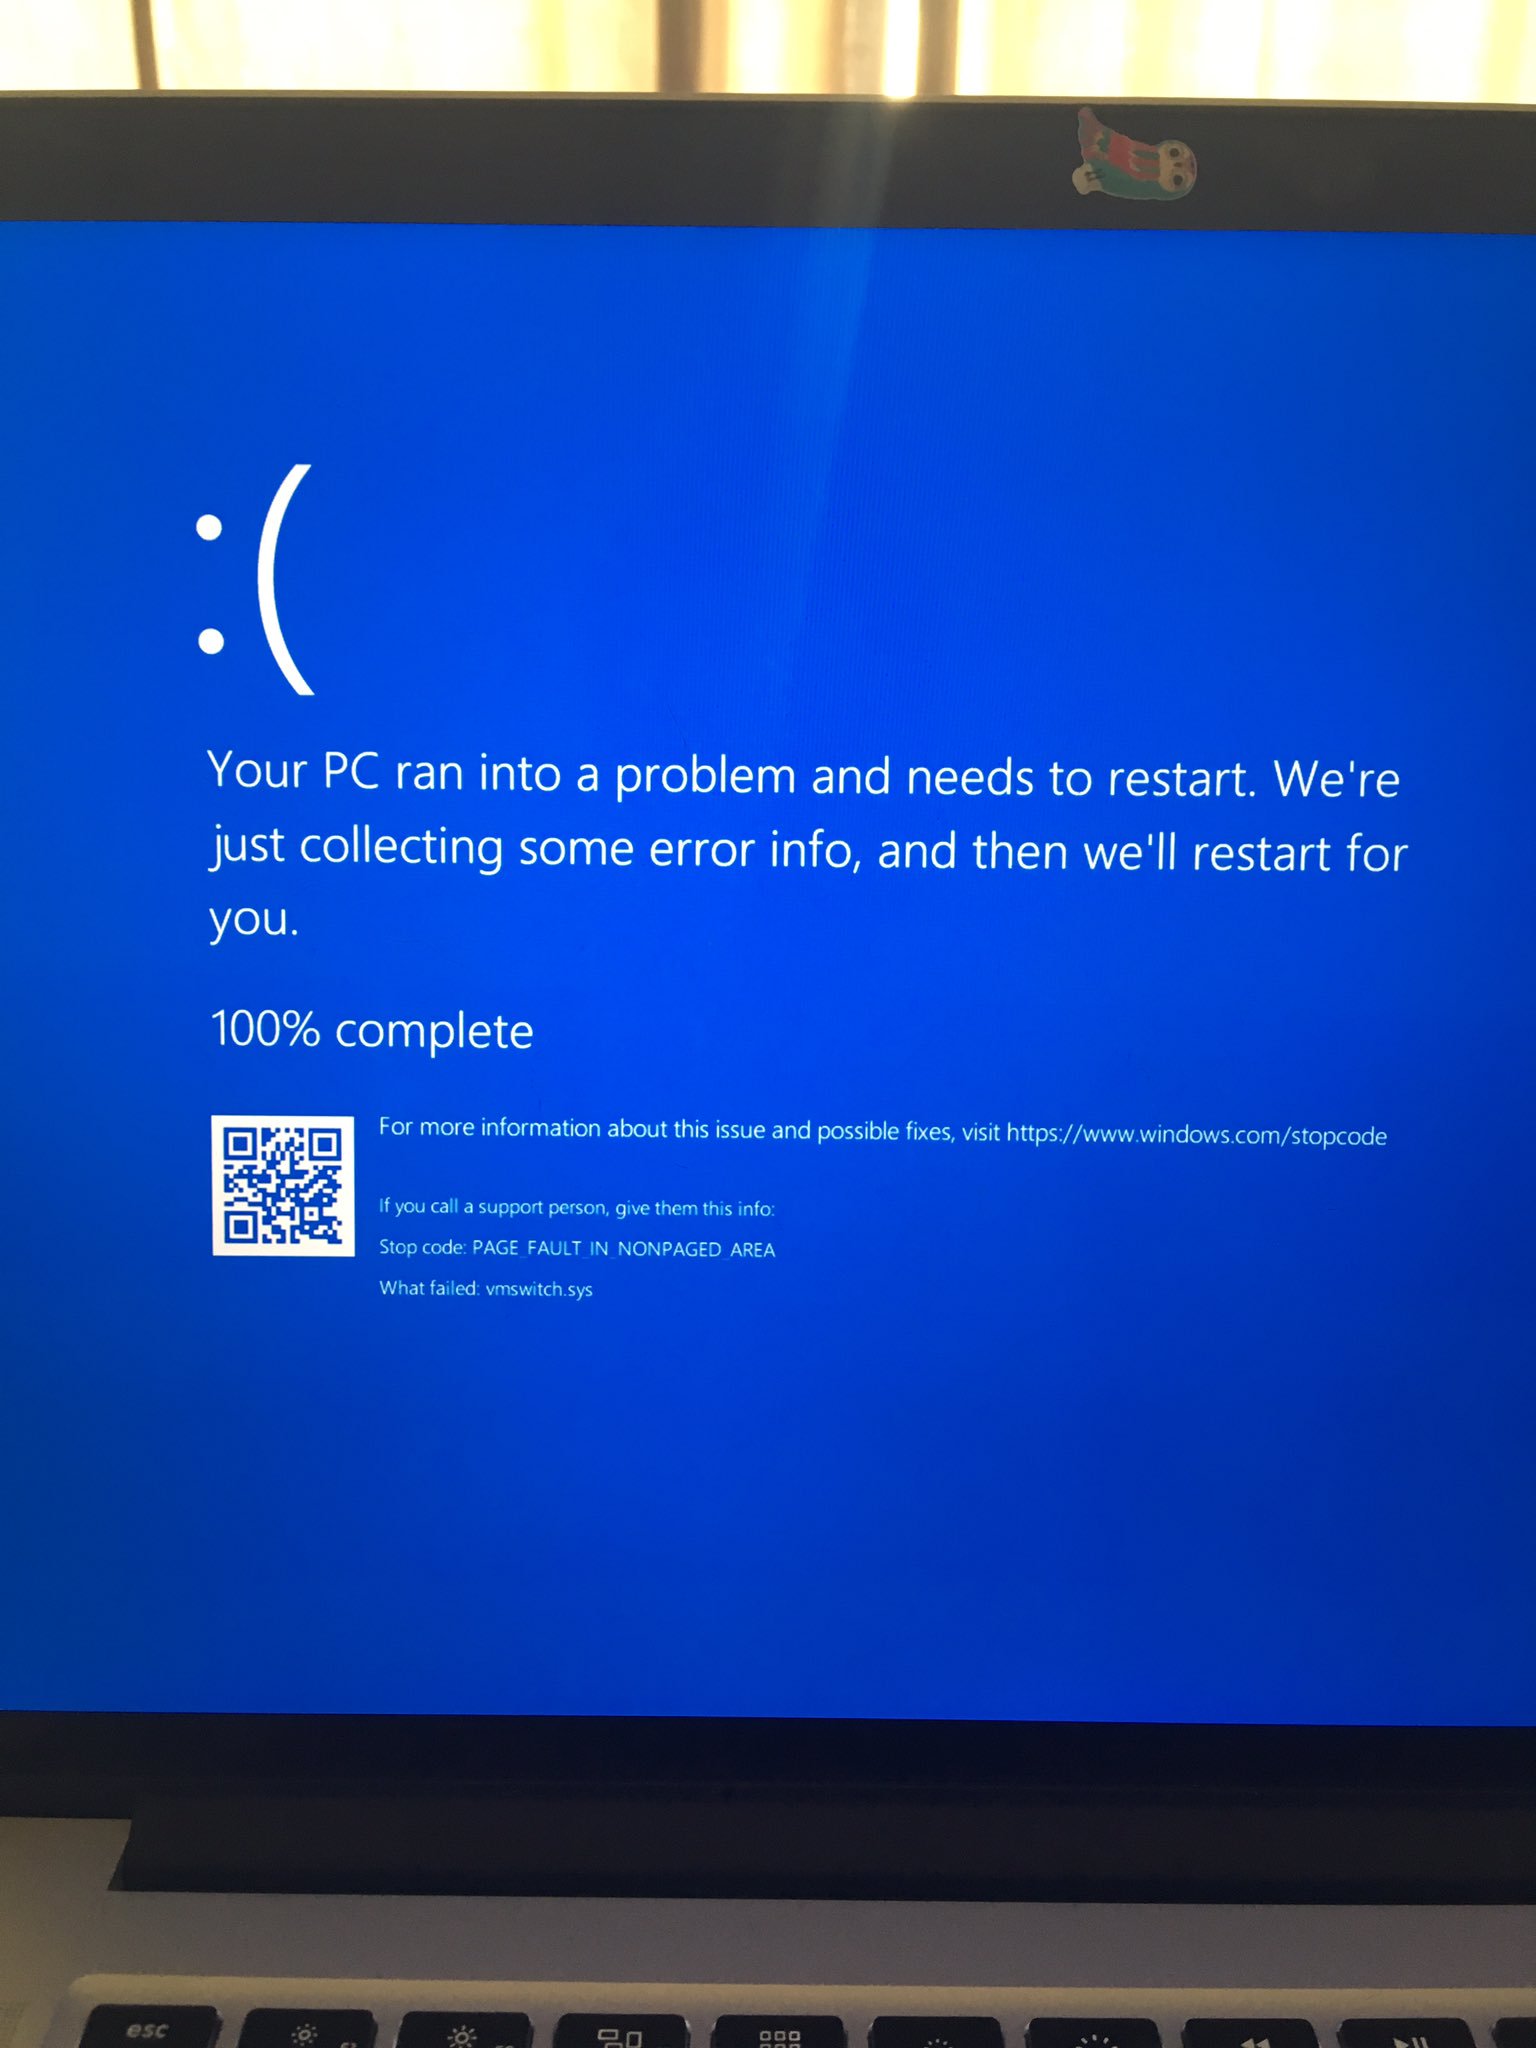 :(
Your PC ran into a problem and needs to restart. We're
just collecting some error info, and then we'll restart for
you.
100% complete
For more information about this issue and possible fixes, visit https://www.windows.com/stopcode
If you call a support person, give them this info:
Stop code: PAGE_FAULT_IN_NONPAGED_AREA
What failed: vmswitch.sys
esc